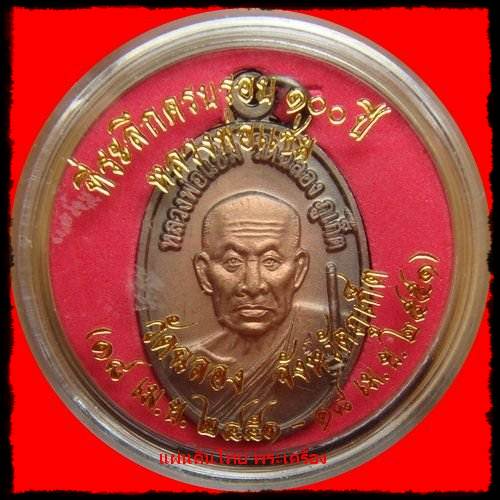 ที่ระลึกครบรอบ ๑๐๐ ปี
หลวงพ่อแช่ม
หลวงพ่อแช่ม วัดฉลอง ภูเก็ต
วัดฉลอง จังหวัดภูเก็ต
(๑๘ เม.ย. ๒๔๕๑ - ๑๘ เม.ย. ๒๕๕๑)
แผ่นดินไทย พระเครื่อง